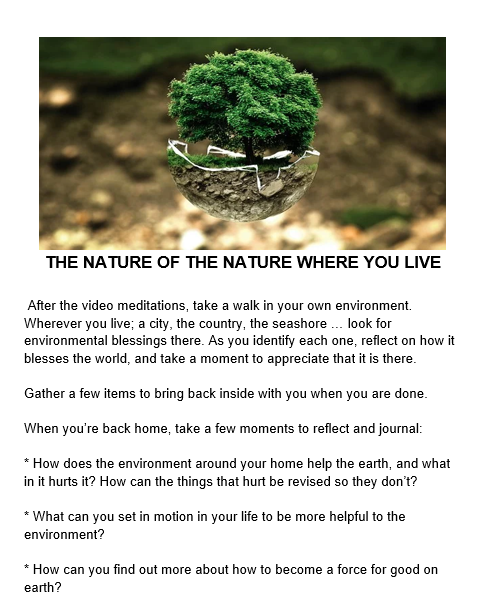 THE NATURE OF THE NATURE WHERE YOU LIVE
After the video meditations, take a walk in your own environment.
Wherever you live; a city, the country, the seashore … look for
environmental blessings there. As you identify each one, reflect on how it
blesses the world, and take a moment to appreciate that it is there.
Gather a few items to bring back inside with you when you are done.
When you’re back home, take a few moments to reflect and journal:
* How does the environment around your home help the earth, and what
in it hurts it? How can the things that hurt be revised so they don’t?
* What can you set in motion in your life to be more helpful to the
environment?
* How can you find out more about how to become a force for good on
earth?